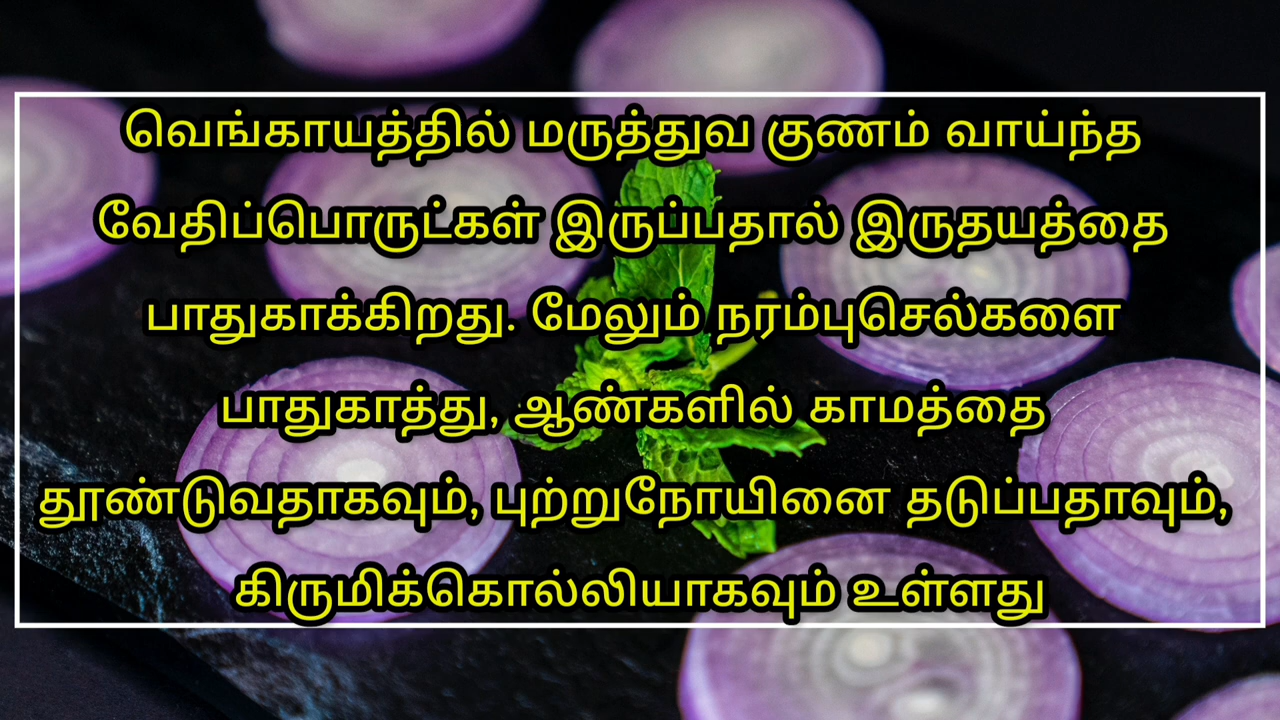 வெங்காயத்தில் மருத்துவ குணம் வாய்ந்த
வேதிப்பொருட்கள் இருப்பதால் இருதயத்தை
பாதுகாக்கிறது. மேலும் நரம்புசெல்களை
பாதுகாத்து, ஆண்களில் காமத்தை
தூண்டுவதாகவும், புற்றுநோயினை தடுப்பதாவும்,
கிருமிக்கொல்லியாகவும் உள்ளது